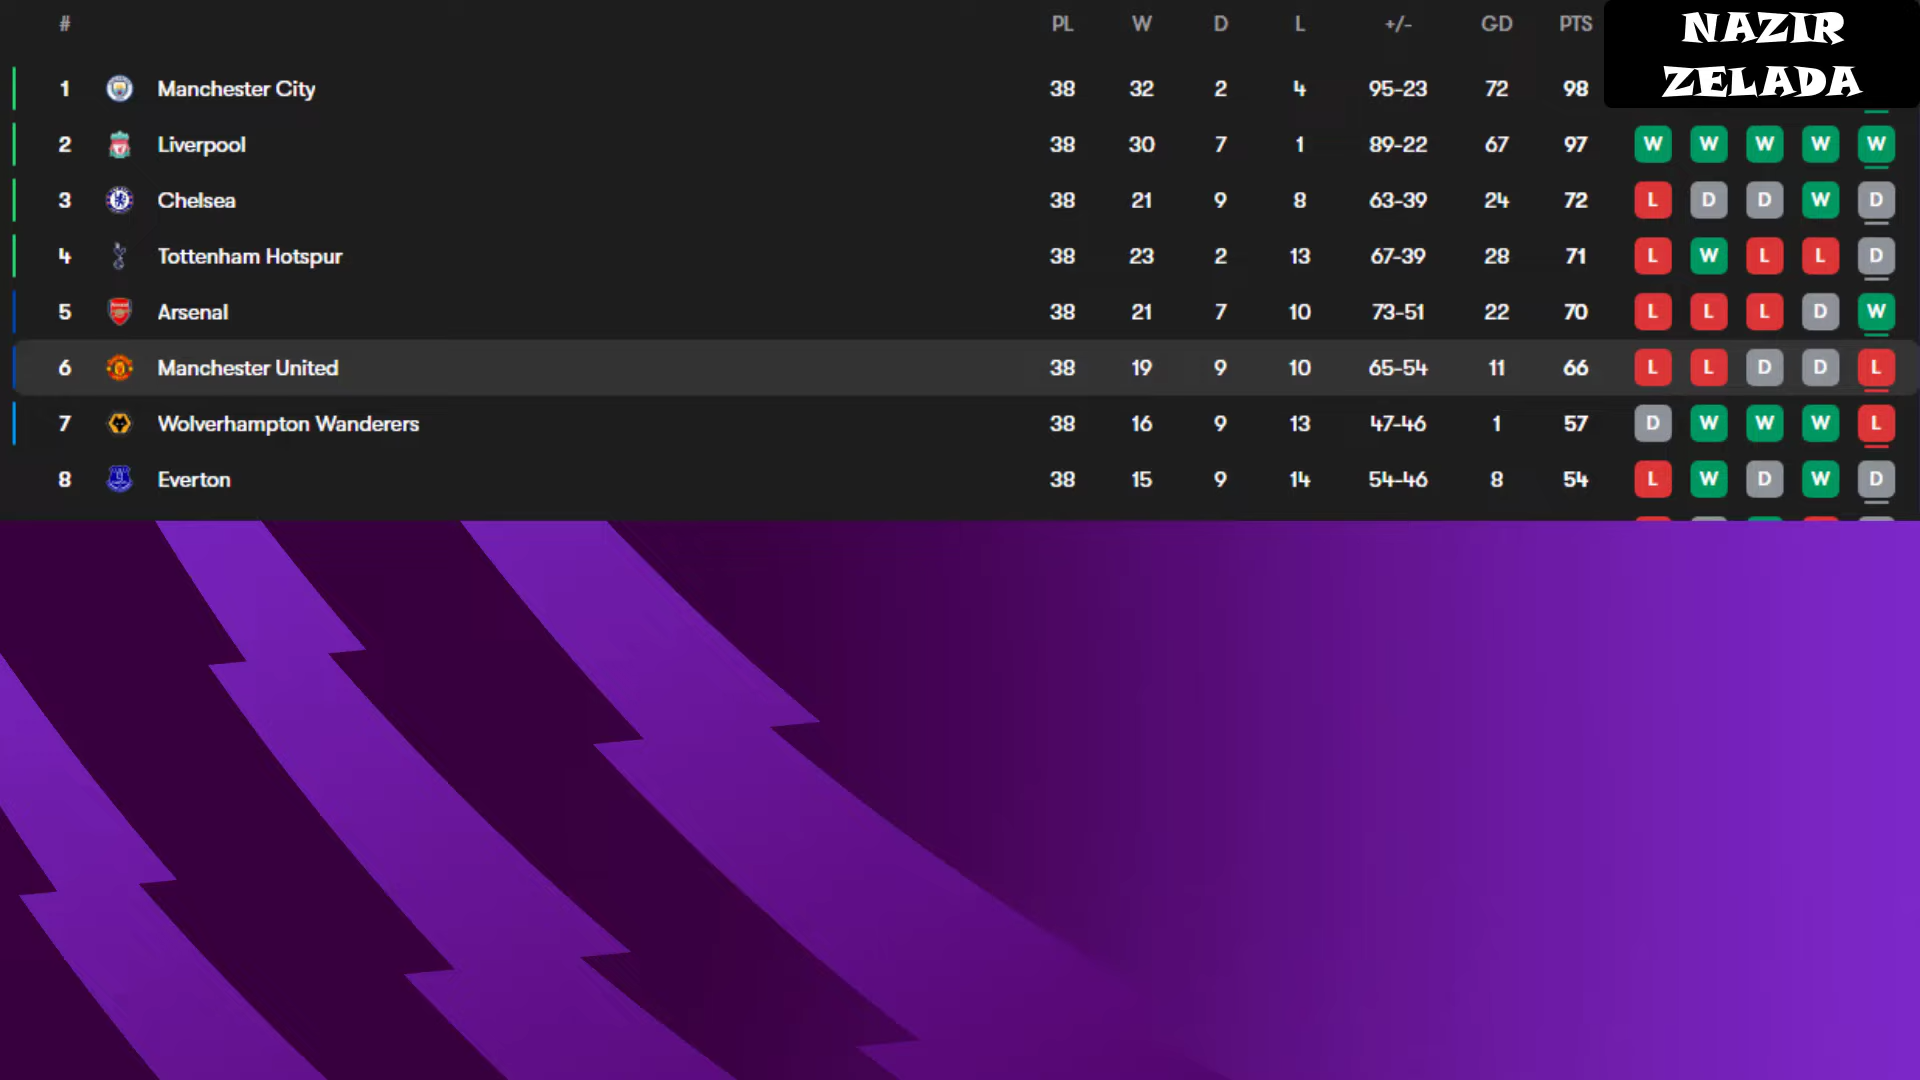 # PL W D L +/- GD PTS
NAZIR
ZELADA
1 Manchester City 38 32 2 4 95-23 72 98
2 Liverpool 38 30 7 1 89-22 67 97 W W W W W
3 Chelsea 38 21 9 8 63-39 24 72 L D D W D
4 Tottenham Hotspur 38 23 2 13 67-39 28 71 L W L L D
5 Arsenal 38 21 7 10 73-51 22 70 L L L D W
6 Manchester United 38 19 9 10 65-54 11 66 L L D D L
7 Wolverhampton Wanderers 38 16 9 13 47-46 1 57 D W W W L
8 Everton 38 15 9 14 54-46 8 54 L W D W D